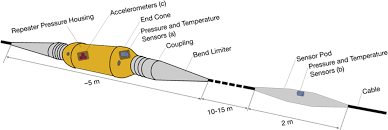 Accelerometers (c)
Repeater Pressure Housing
End Cone
Pressure and Temperature
Sensors (a)
Coupling
Bend Limiter
Sensor Pod
Pressure and Temperature
Sensors (b)
Cable
~5 m
10-15 m
2 m